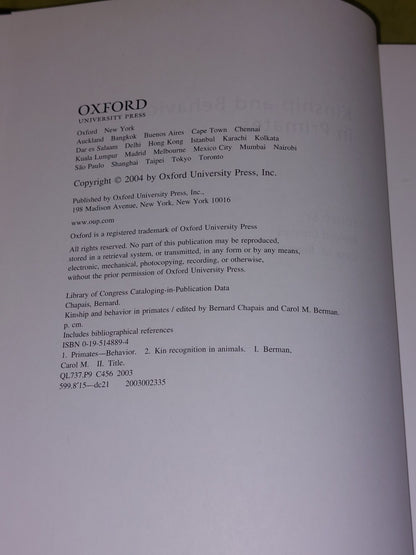 OXFORD
UNIVERSITY PRESS
Oxford New York
Auckland Bangkok Buenos Aires Cape Town Chennai
Dar es Salaam Delhi Hong Kong Istanbul Karachi Kolkata
Kuala Lumpur Madrid Melbourne Mexico City Mumbai Nairobi
São Paulo Shanghai Taipei Tokyo Toronto
Copyright © 2004 by Oxford University Press, Inc.
Published by Oxford University Press, Inc.,
198 Madison Avenue, New York, New York 10016
www.oup.com
Oxford is a registered trademark of Oxford University Press
All rights reserved. No part of this publication may be reproduced,
stored in a retrieval system, or transmitted, in any form or by any means,
electronic, mechanical, photocopying, recording, or otherwise,
without the prior permission of Oxford University Press.
Library of Congress Cataloging-in-Publication Data
Chapais, Bernard.
Kinship and behavior in primates / edited by Bernard Chapais and Carol M. Berman.
p. cm.
Includes bibliographical references
ISBN 0-19-514889-4
1. Primates—Behavior. 2. Kin recognition in animals. I. Berman,
Carol M. II. Title.
QL737.P9 C456 2003
599.8'15—dc21 2003002335